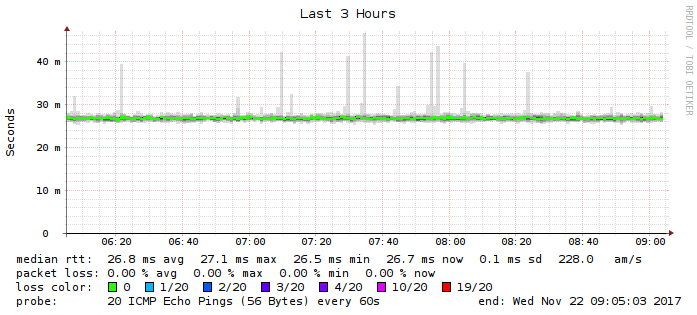 Last 3 Hours
RRDTOOL / TOBI OETIKER
Seconds
40 m
30 m
20 m
10 m
0
06:20 06:40 07:00 07:20 07:40 08:00 08:20 08:40 09:00
median rtt: 26.8 ms avg 27.1 ms max 26.5 ms min 26.7 ms now 0.1 ms sd 228.0 am/s
packet loss: 0.00 % avg 0.00 % max 0.00 % min 0.00 % now
loss color: 0 1/20 2/20 3/20 4/20 10/20 19/20
probe: 20 ICMP Echo Pings (56 Bytes) every 60s end: Wed Nov 22 09:05:03 2017